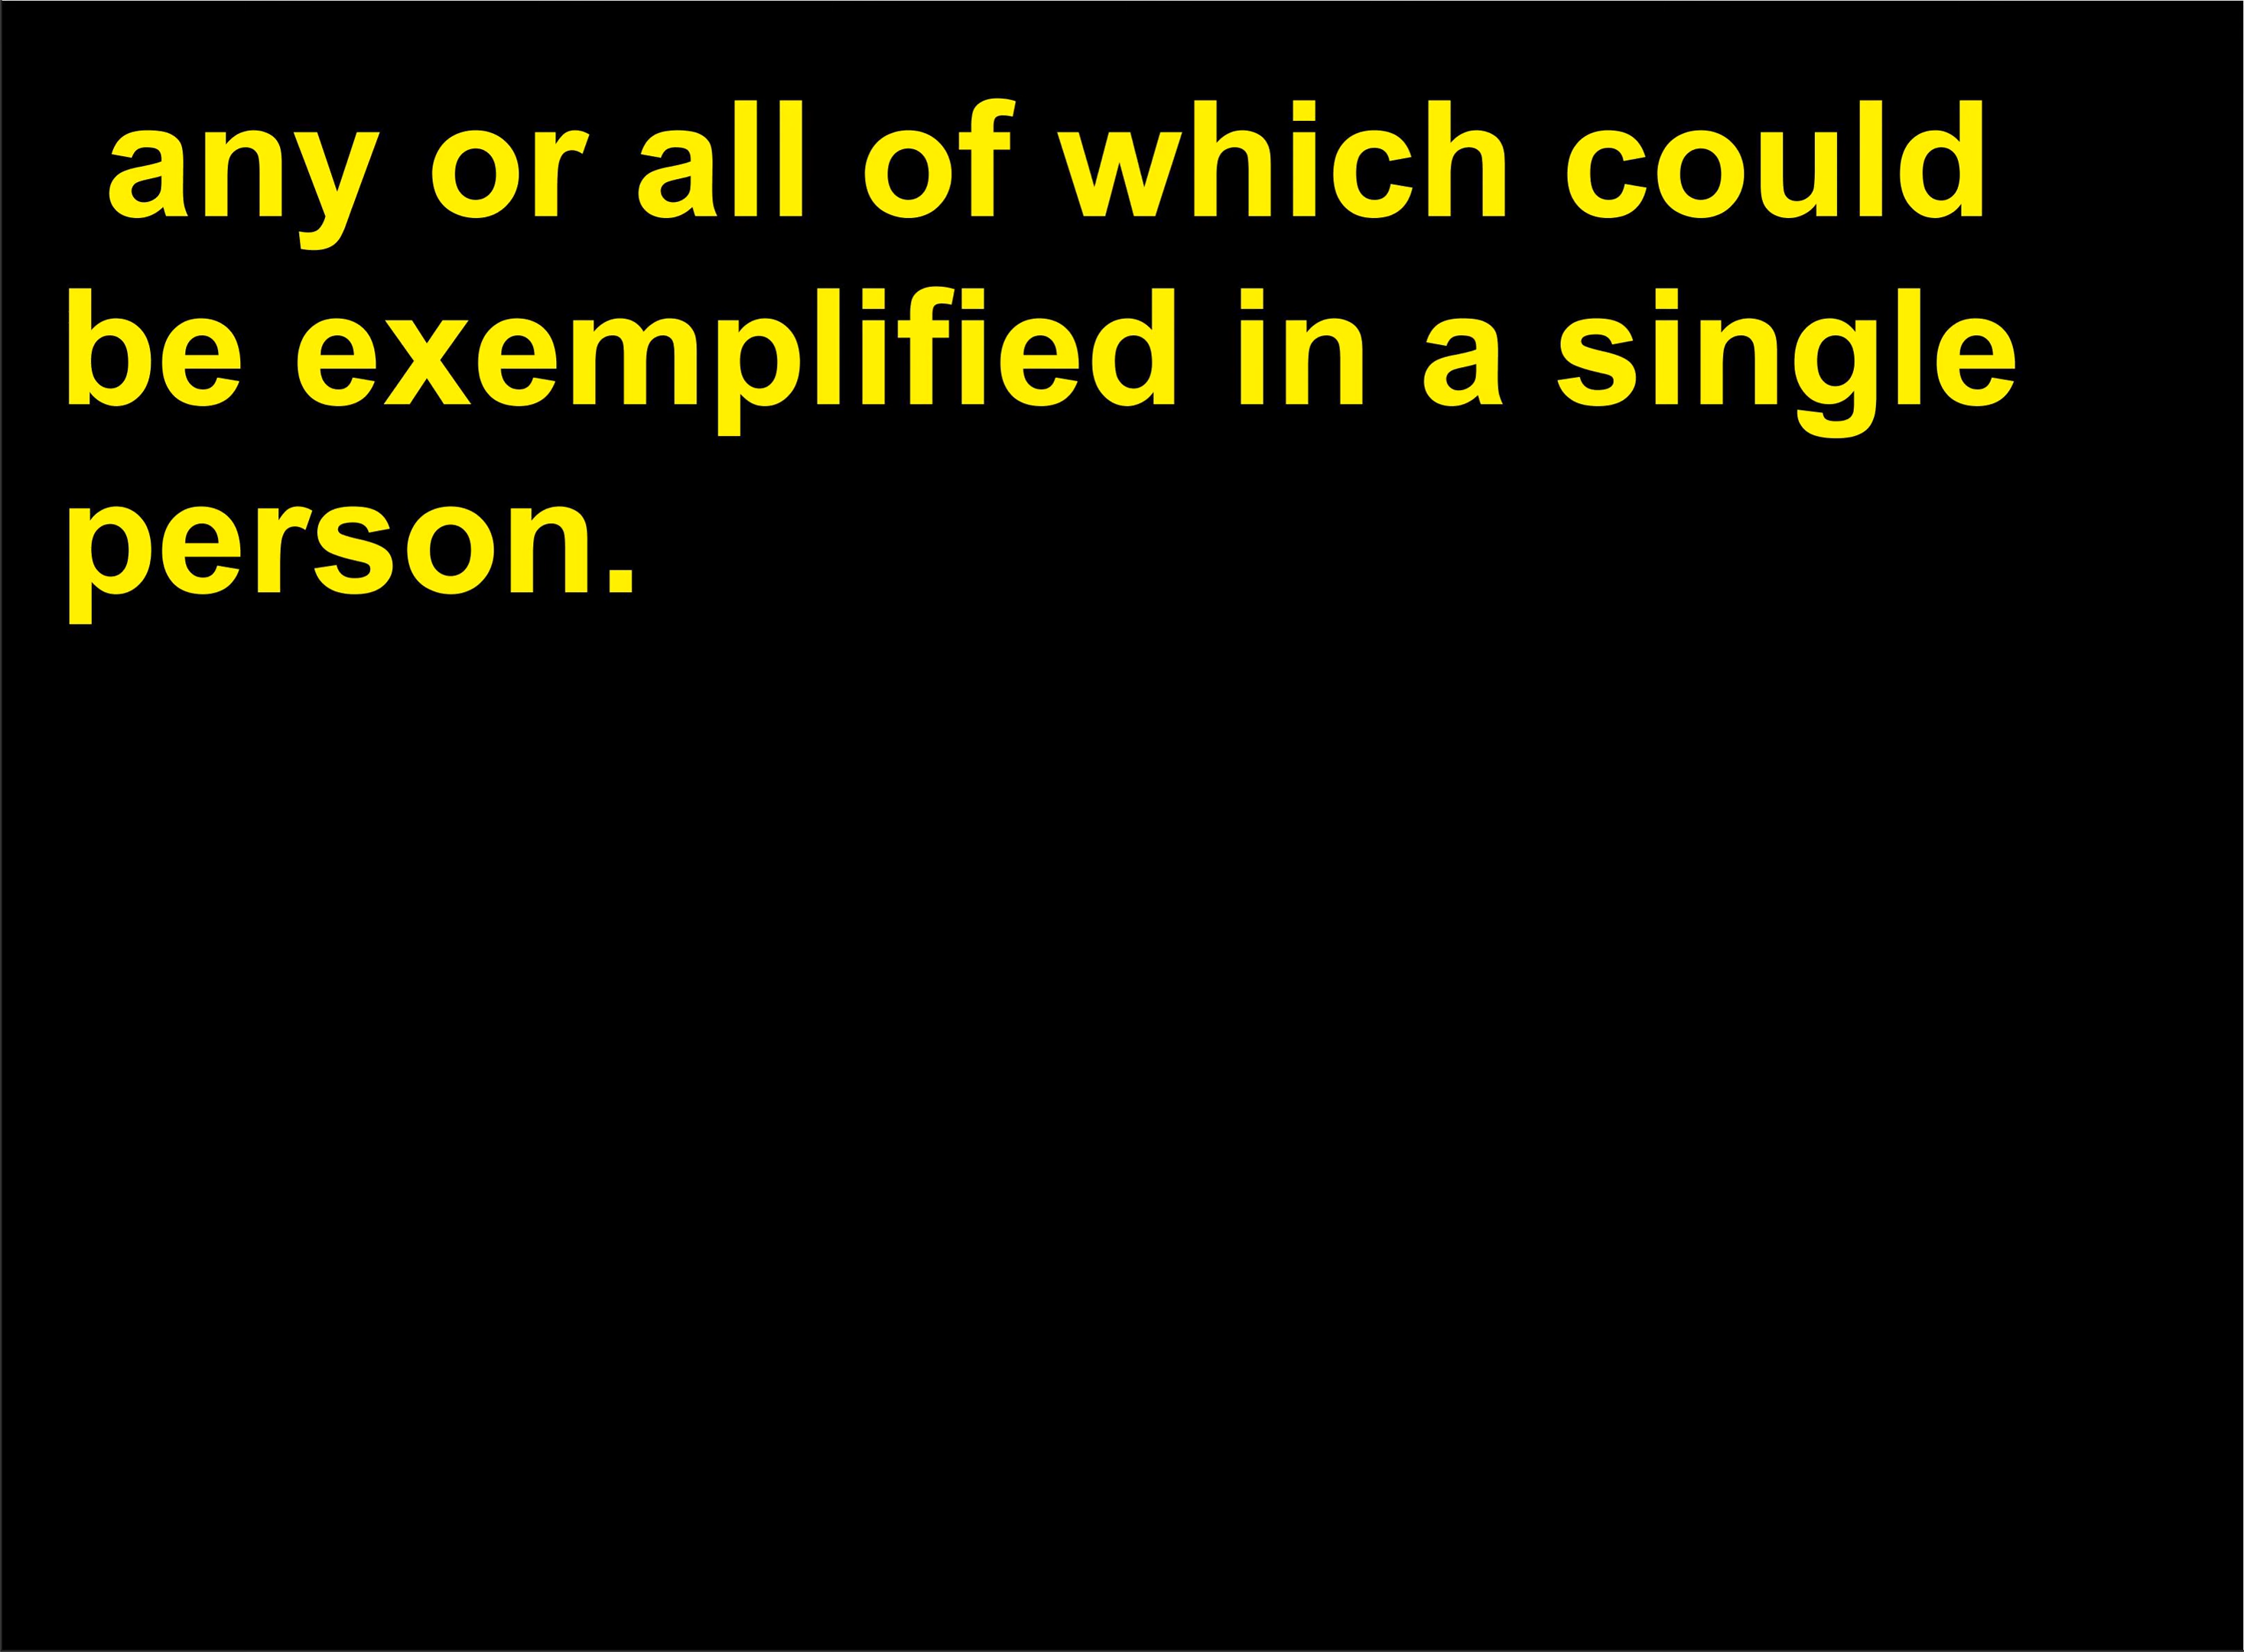 any or all of which could
be exemplified in a single
person.